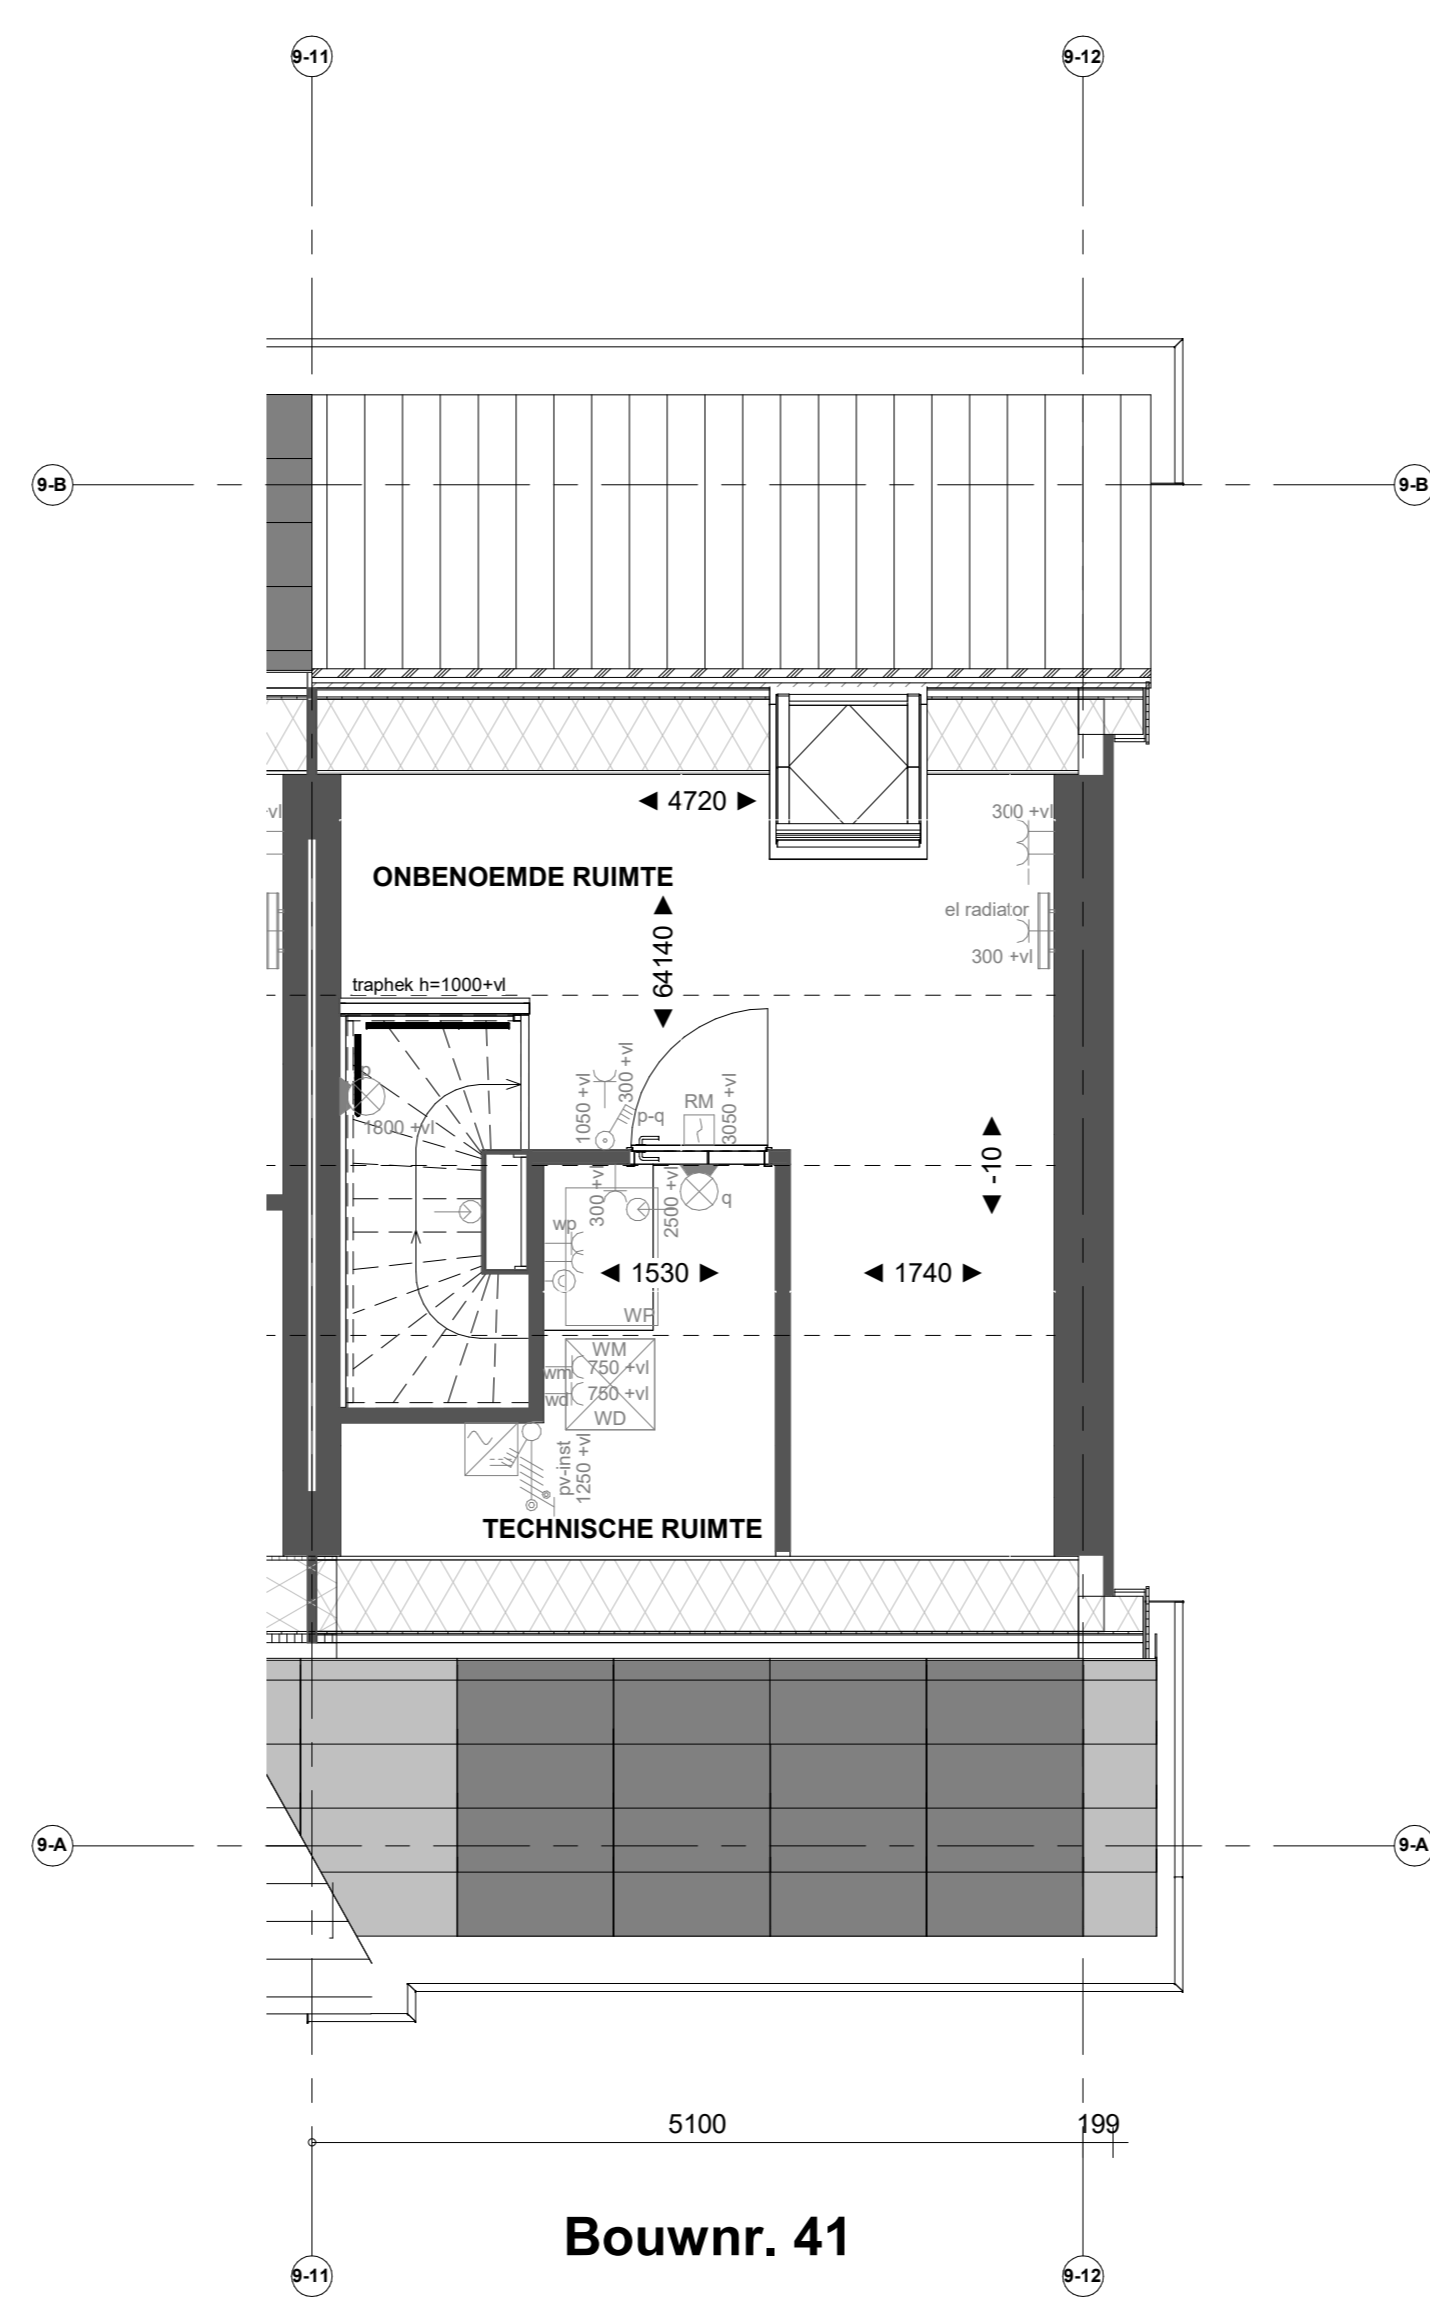 9-11
9-12
9-B
9-B
4720
+vl
300 +vl
ONBENOEMDE RUIMTE
el radiator
64140
300 +vl
traphek h=1000+vl
p
1800 +vl
1050 +vl
300 +vl
p-q
RM
3050 +vl
-10
300 +vl
2500 +vl
q
wp
1530
1740
WP
WM
wm
750 +vl
wd
750 +vl
WD
pv-inst
1250 +vl
TECHNISCHE RUIMTE
9-A
9-A
5100
199
Bouwnr. 41
9-11
9-12